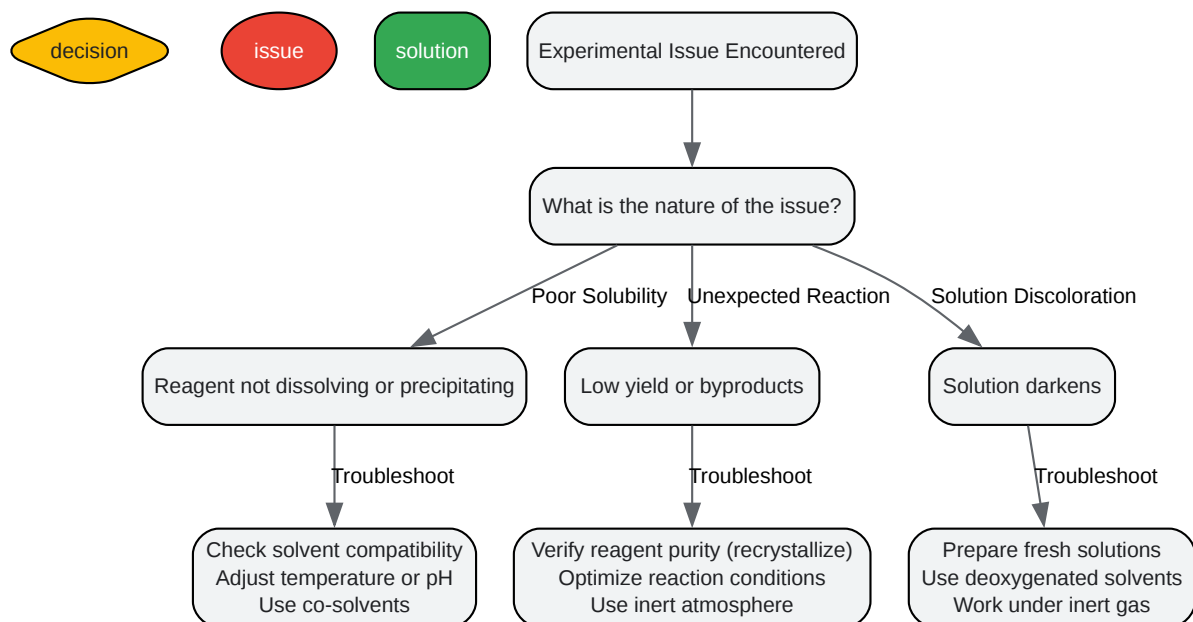 decision
issue
solution
Experimental Issue Encountered
What is the nature of the issue?
Poor Solubility
Unexpected Reaction
Solution Discoloration
Reagent not dissolving or precipitating
Low yield or byproducts
Solution darkens
Troubleshoot
Troubleshoot
Troubleshoot
Check solvent compatibility
Adjust temperature or pH
Use co-solvents
Verify reagent purity (recrystallize)
Optimize reaction conditions
Use inert atmosphere
Prepare fresh solutions
Use deoxygenated solvents
Work under inert gas